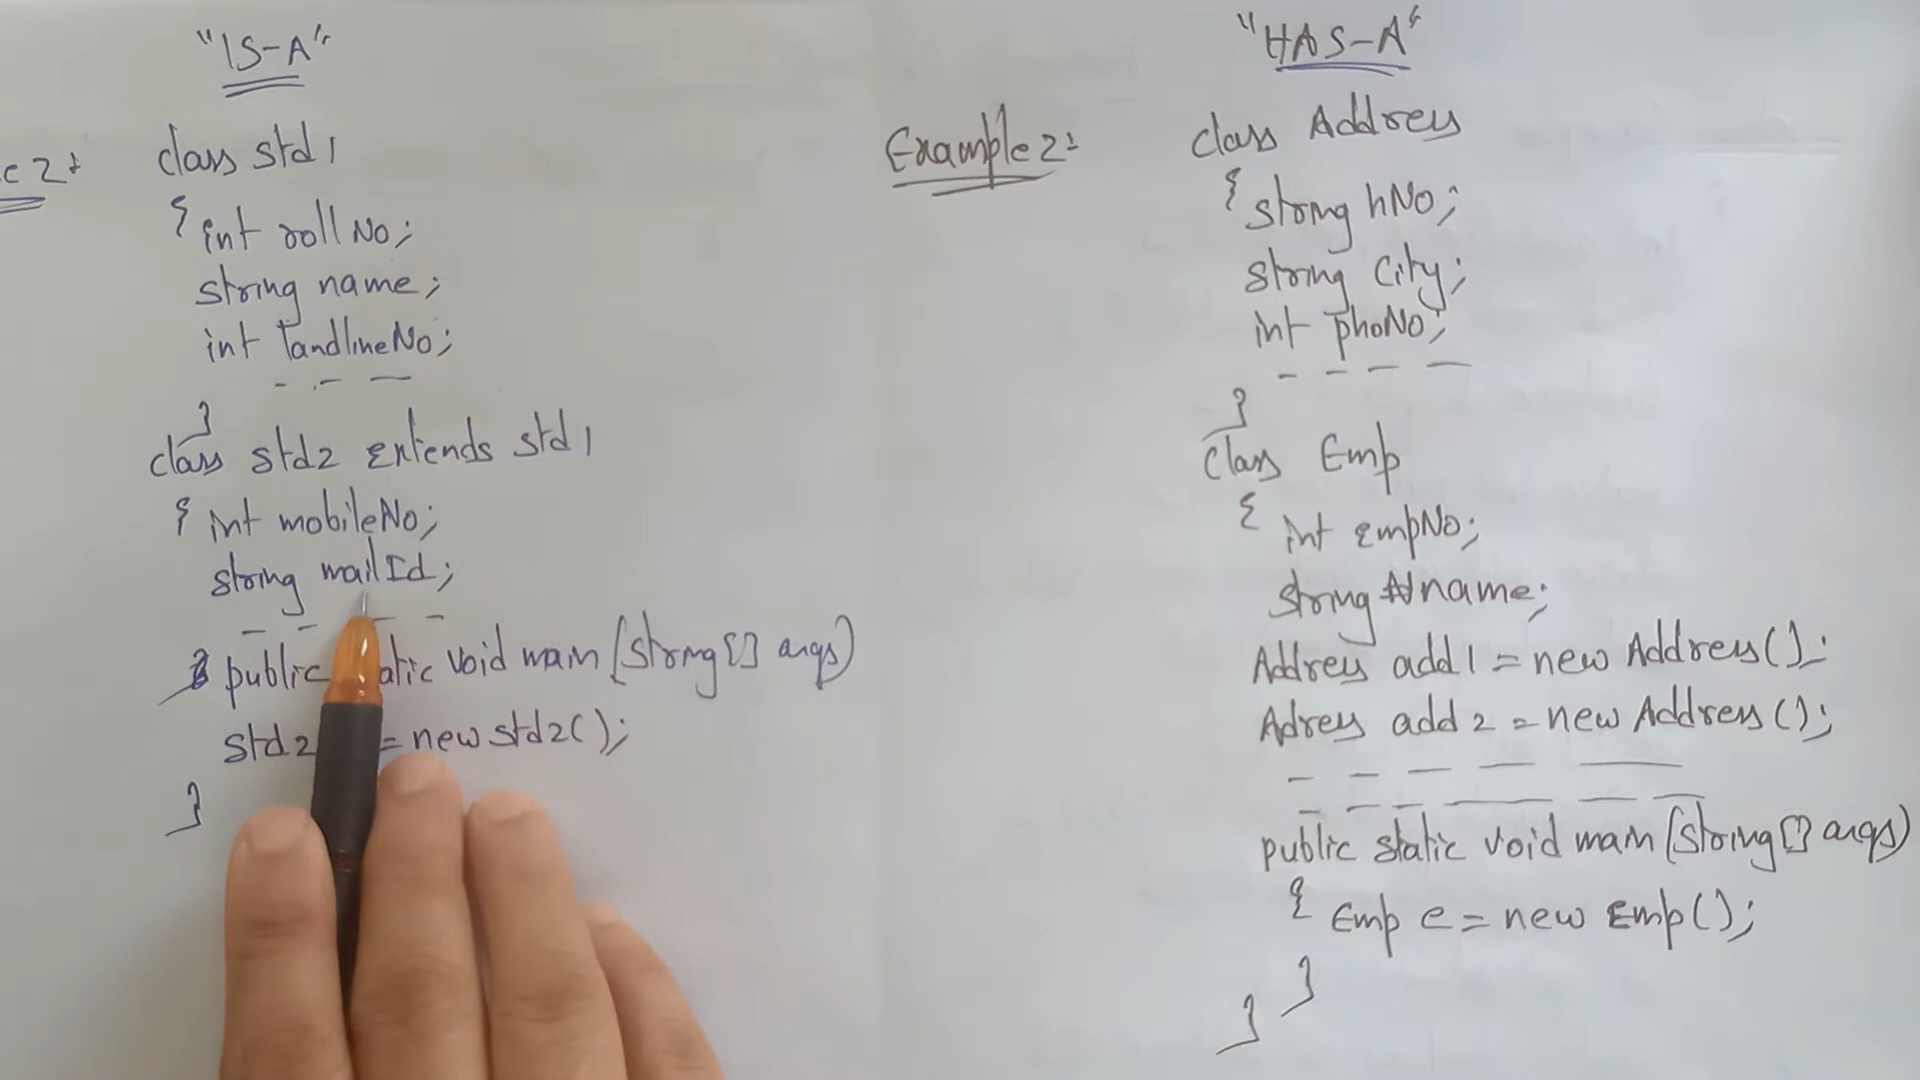 "IS-A"
e 2:
class std1
{ int rollNo;
string name;
int landlineNo;
- - -
}
class std2 extends std1
{ int mobileNo;
string mailId;
- - - -
} public static void main(string[] args)
std2 = new std2();
}
"HAS-A"
Example 2:
class Address
{ string hNo;
string City;
int phoNo;
- - - -
}
Class Emp
{ int empNo;
string name;
Address add1 = new Address();
Adress add2 = new Address();
- - - - -
- - - - - -
public static void main(string[] args)
{ Emp e = new Emp();
}
}